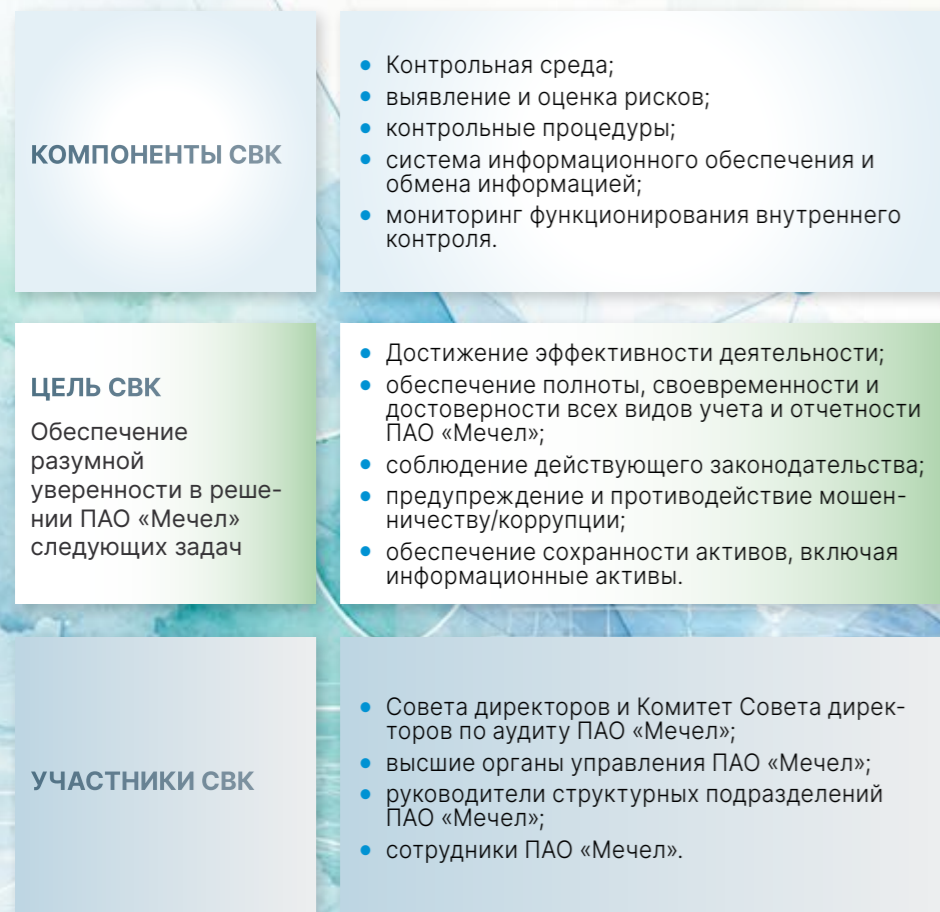 КОМПОНЕНТЫ СВК
• Контрольная среда;
• выявление и оценка рисков;
• контрольные процедуры;
• система информационного обеспечения и
обмена информацией;
• мониторинг функционирования внутреннего
контроля.
ЦЕЛЬ СВК
Обеспечение
разумной
уверенности в реше-
нии ПАО «Мечел»
следующих задач
• Достижение эффективности деятельности;
• обеспечение полноты, своевременности и
достоверности всех видов учета и отчетности
ПАО «Мечел»;
• соблюдение действующего законодательства;
• предупреждение и противодействие мошен-
ничеству/коррупции;
• обеспечение сохранности активов, включая
информационные активы.
УЧАСТНИКИ СВК
• Совета директоров и Комитет Совета дирек-
торов по аудиту ПАО «Мечел»;
• высшие органы управления ПАО «Мечел»;
• руководители структурных подразделений
ПАО «Мечел»;
• сотрудники ПАО «Мечел».